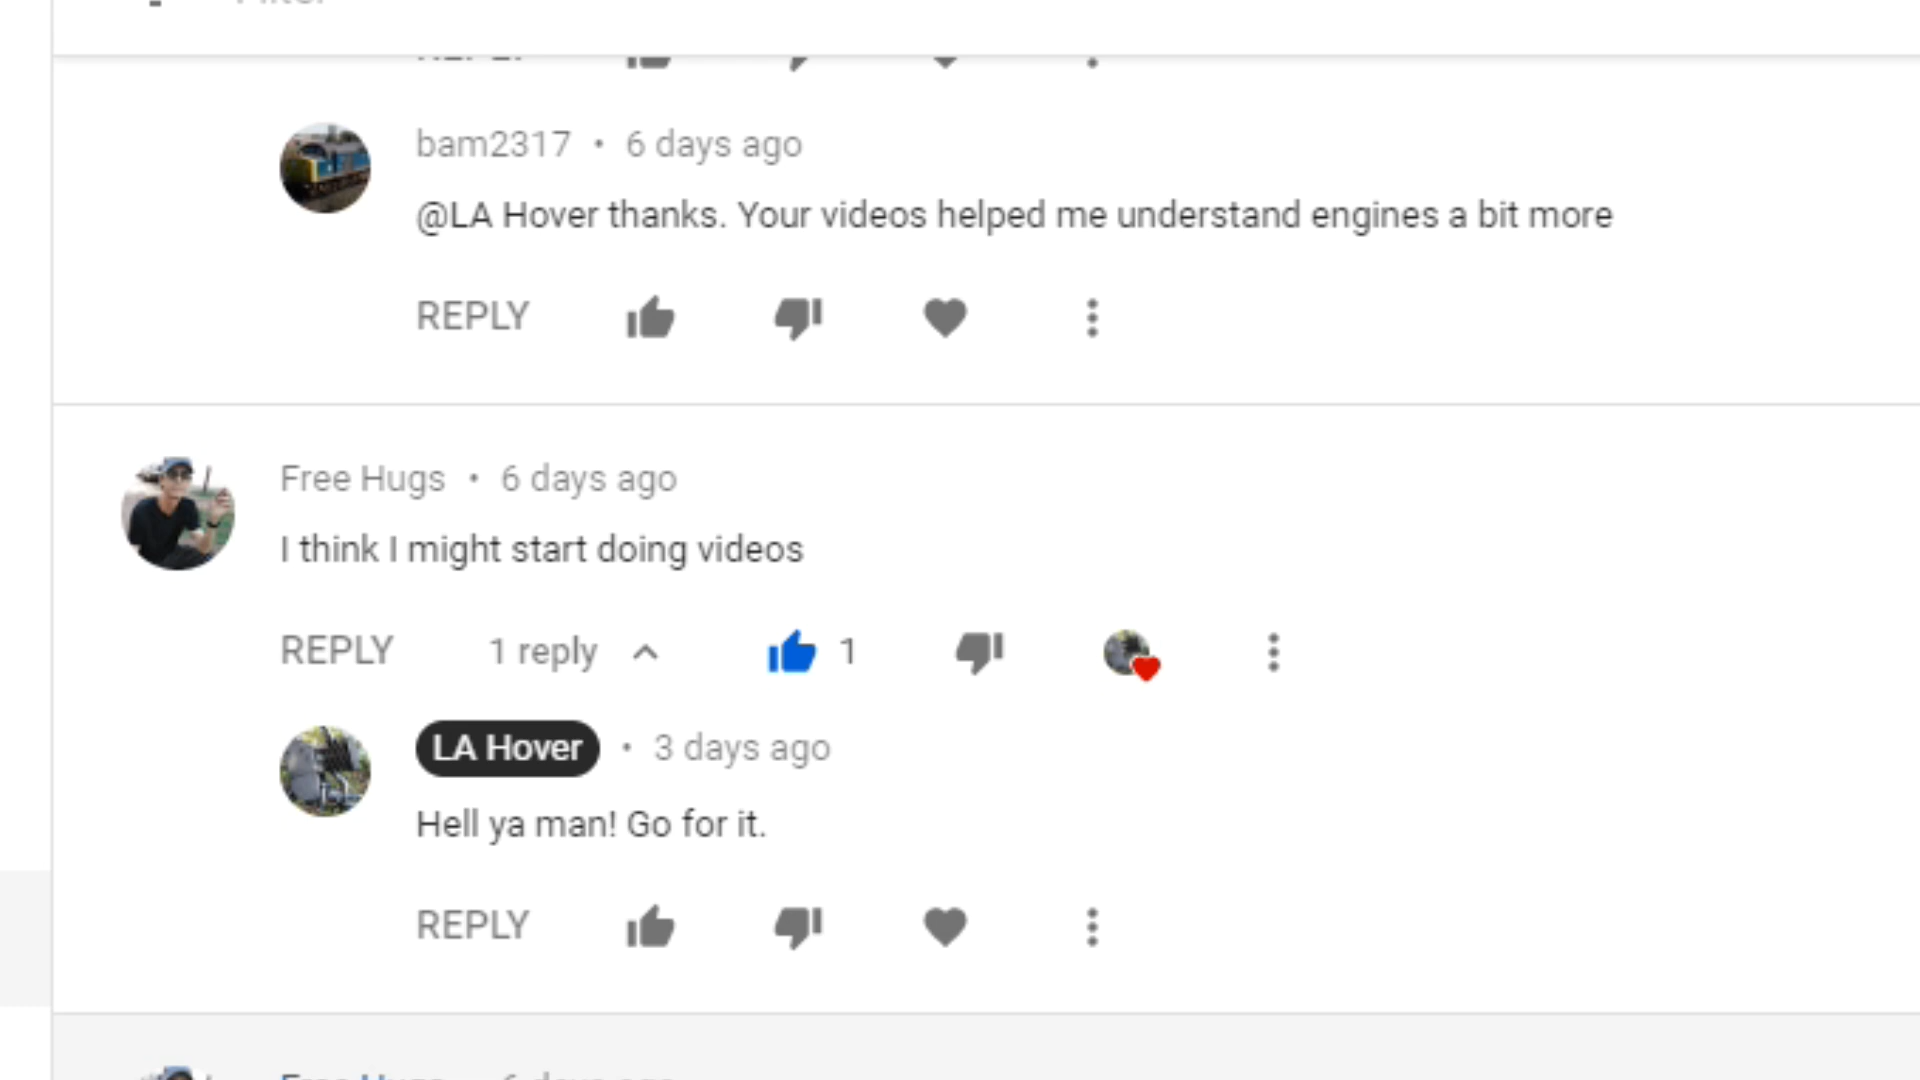 bam2317 • 6 days ago
@LA Hover thanks. Your videos helped me understand engines a bit more
REPLY
Free Hugs • 6 days ago
I think I might start doing videos
REPLY 1 reply 1
LA Hover • 3 days ago
Hell ya man! Go for it.
REPLY